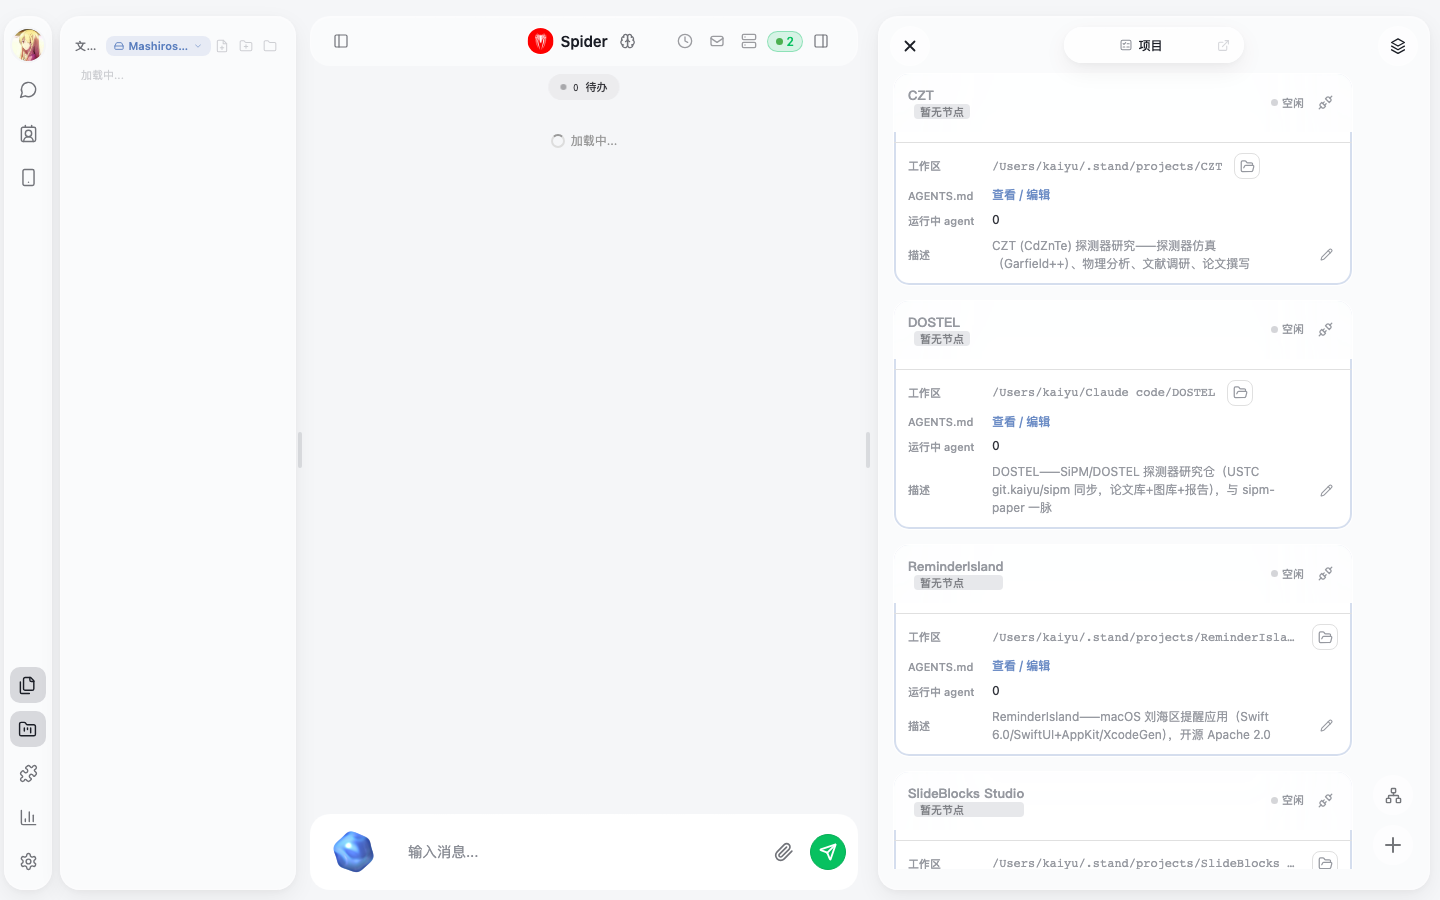 文...
Mashiros...
加载中...
Spider
2
0 待办
加载中...
输入消息...
项目
CZT
暂无节点
空闲
工作区
/Users/kaiyu/.stand/projects/CZT
AGENTS.md
查看 / 编辑
运行中 agent
0
描述
CZT (CdZnTe) 探测器研究——探测器仿真
（Garfield++）、物理分析、文献调研、论文撰写
DOSTEL
暂无节点
空闲
工作区
/Users/kaiyu/Claude code/DOSTEL
AGENTS.md
查看 / 编辑
运行中 agent
0
描述
DOSTEL——SiPM/DOSTEL 探测器研究仓（USTC
git.kaiyu/sipm 同步，论文库+图库+报告），与 sipm-
paper 一脉
ReminderIsland
暂无节点
空闲
工作区
/Users/kaiyu/.stand/projects/ReminderIsla…
AGENTS.md
查看 / 编辑
运行中 agent
0
描述
ReminderIsland——macOS 刘海区提醒应用（Swift
6.0/SwiftUI+AppKit/XcodeGen），开源 Apache 2.0
SlideBlocks Studio
暂无节点
空闲
工作区
/Users/kaiyu/.stand/projects/SlideBlocks …